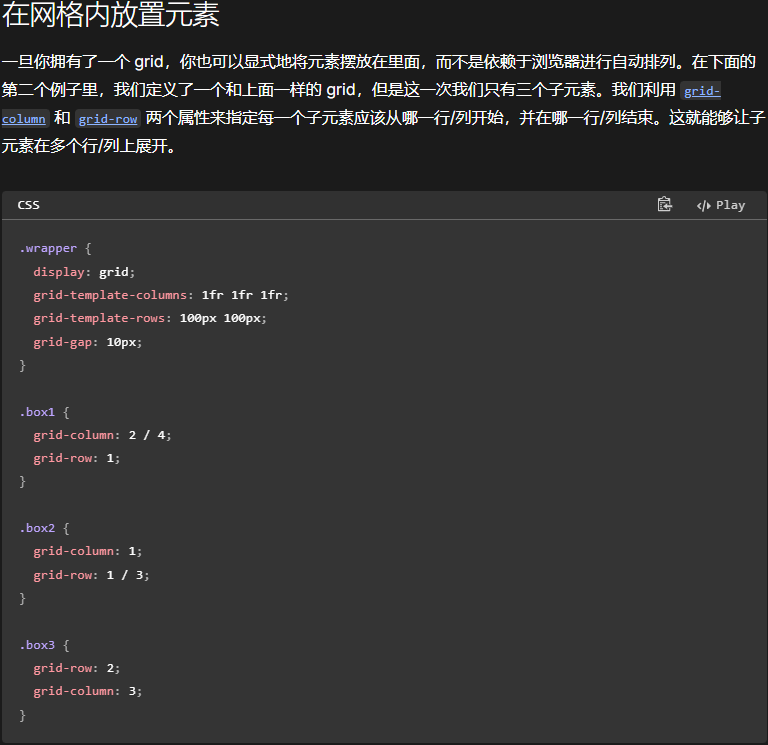 在网格内放置元素
一旦你拥有了一个 grid，你也可以显式地将元素摆放在里面，而不是依赖于浏览器进行自动排列。在下面的
第二个例子里，我们定义了一个和上面一样的 grid，但是这一次我们只有三个子元素。我们利用 grid-
column 和 grid-row 两个属性来指定每一个子元素应该从哪一行/列开始，并在哪一行/列结束。这就能够让子
元素在多个行/列上展开。
CSS Play
.wrapper {
  display: grid;
  grid-template-columns: 1fr 1fr 1fr;
  grid-template-rows: 100px 100px;
  grid-gap: 10px;
}
.box1 {
  grid-column: 2 / 4;
  grid-row: 1;
}
.box2 {
  grid-column: 1;
  grid-row: 1 / 3;
}
.box3 {
  grid-row: 2;
  grid-column: 3;
}